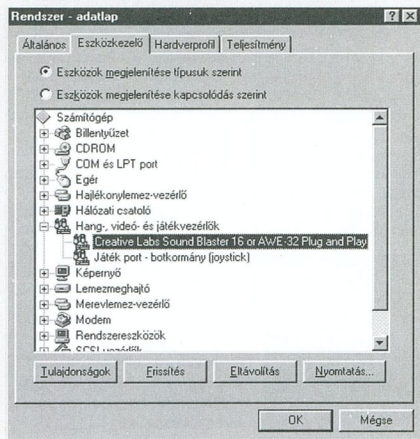 Rendszer - adatlap
Általános Eszközkezelő Hardverprofil Teljesítmény
Eszközök megjelenítése típusuk szerint
Eszközök megjelenítése kapcsolódás szerint
Számítógép
Billentyűzet
CDROM
COM és LPT port
Egér
Hajlékonylemez-vezérlő
Hálózati csatoló
Hang-, videó- és játékvezérlők
Creative Labs Sound Blaster 16 or AWE-32 Plug and Play
Játék port - botkormány (joystick)
Képernyő
Lemezmeghajtó
Merevlemez-vezérlő
Modem
Rendszereszközök
SCSI vezérlők
Tulajdonságok Frissítés Eltávolítás Nyomtatás...
OK Mégse